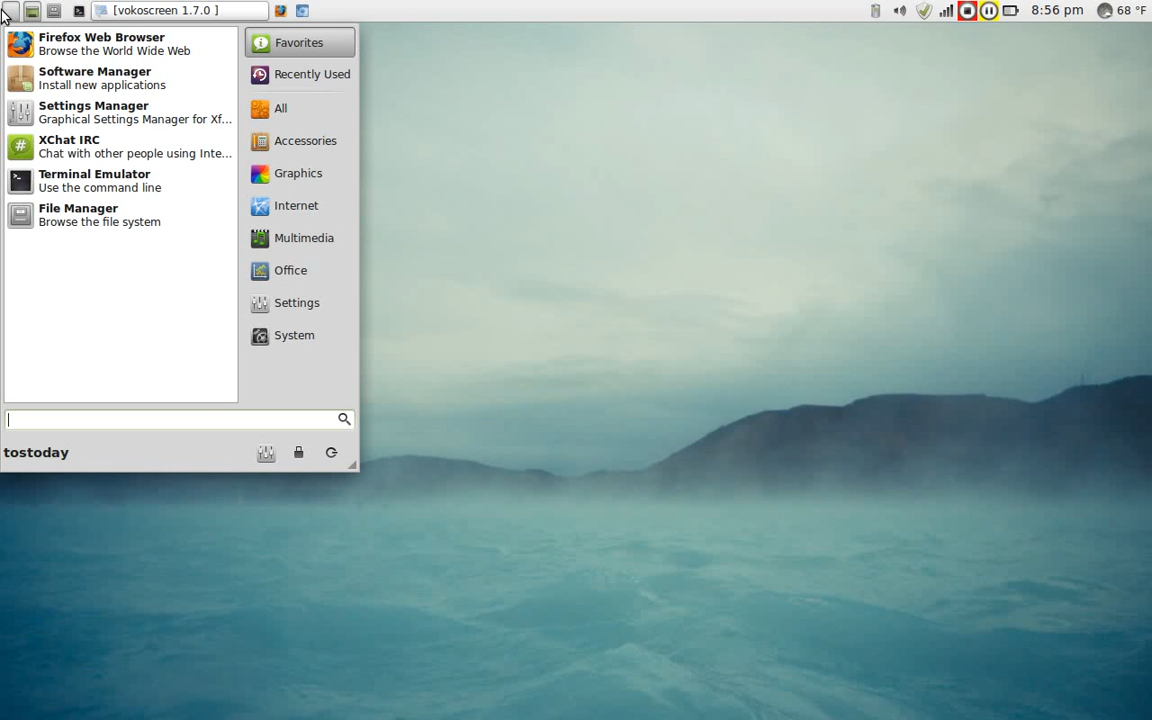 [vokoscreen 1.7.0 ]
8:56 pm
68 °F
Firefox Web Browser
Browse the World Wide Web
Software Manager
Install new applications
Settings Manager
Graphical Settings Manager for Xf...
XChat IRC
Chat with other people using Inte...
Terminal Emulator
Use the command line
File Manager
Browse the file system
Favorites
Recently Used
All
Accessories
Graphics
Internet
Multimedia
Office
Settings
System
tostoday